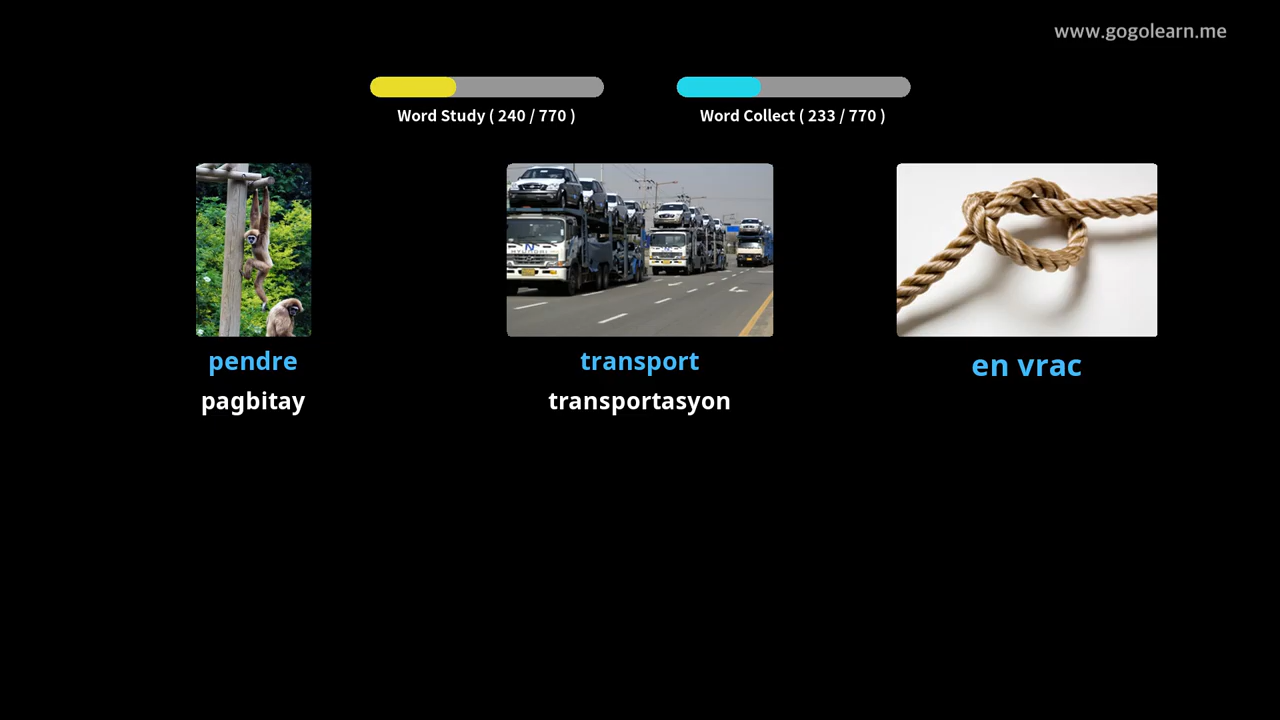 www.gogolearn.me
Word Study ( 240 / 770 )
Word Collect ( 233 / 770 )
pendre
pagbitay
transport
transportasyon
en vrac